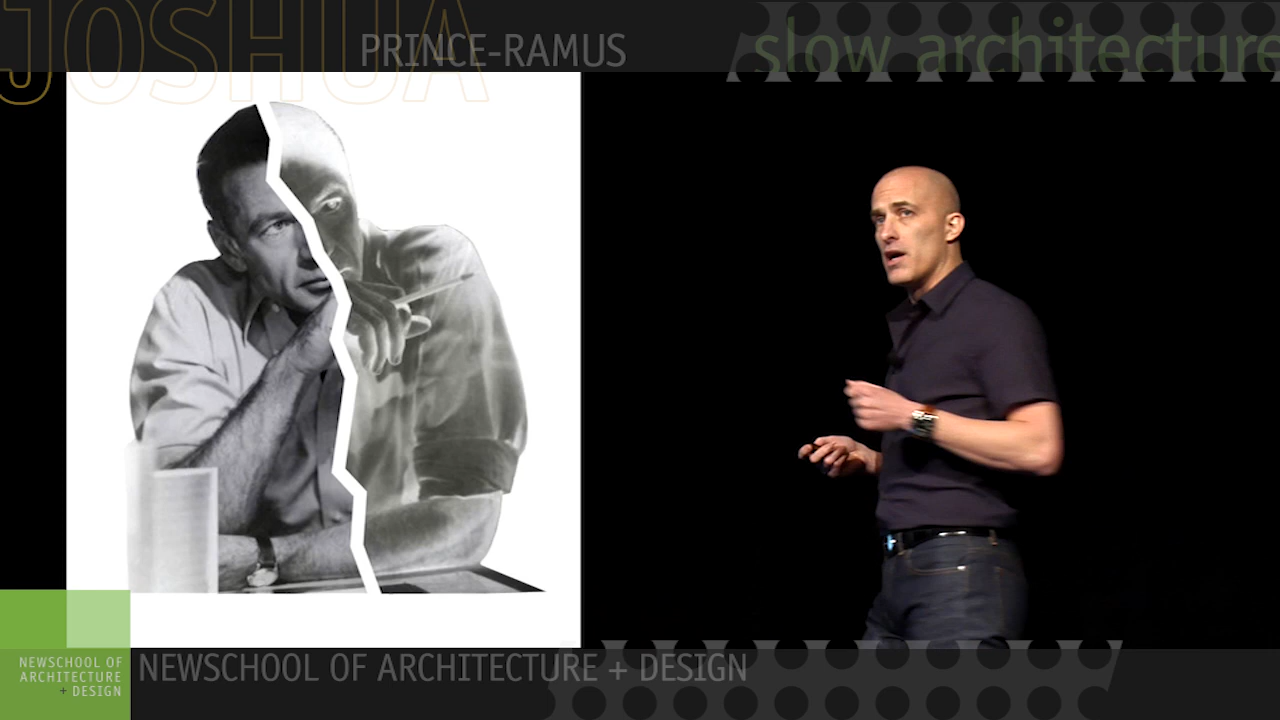 JOSHUA
PRINCE-RAMUS
slow architecture
NEWSCHOOL OF
ARCHITECTURE
+ DESIGN
NEWSCHOOL OF ARCHITECTURE + DESIGN